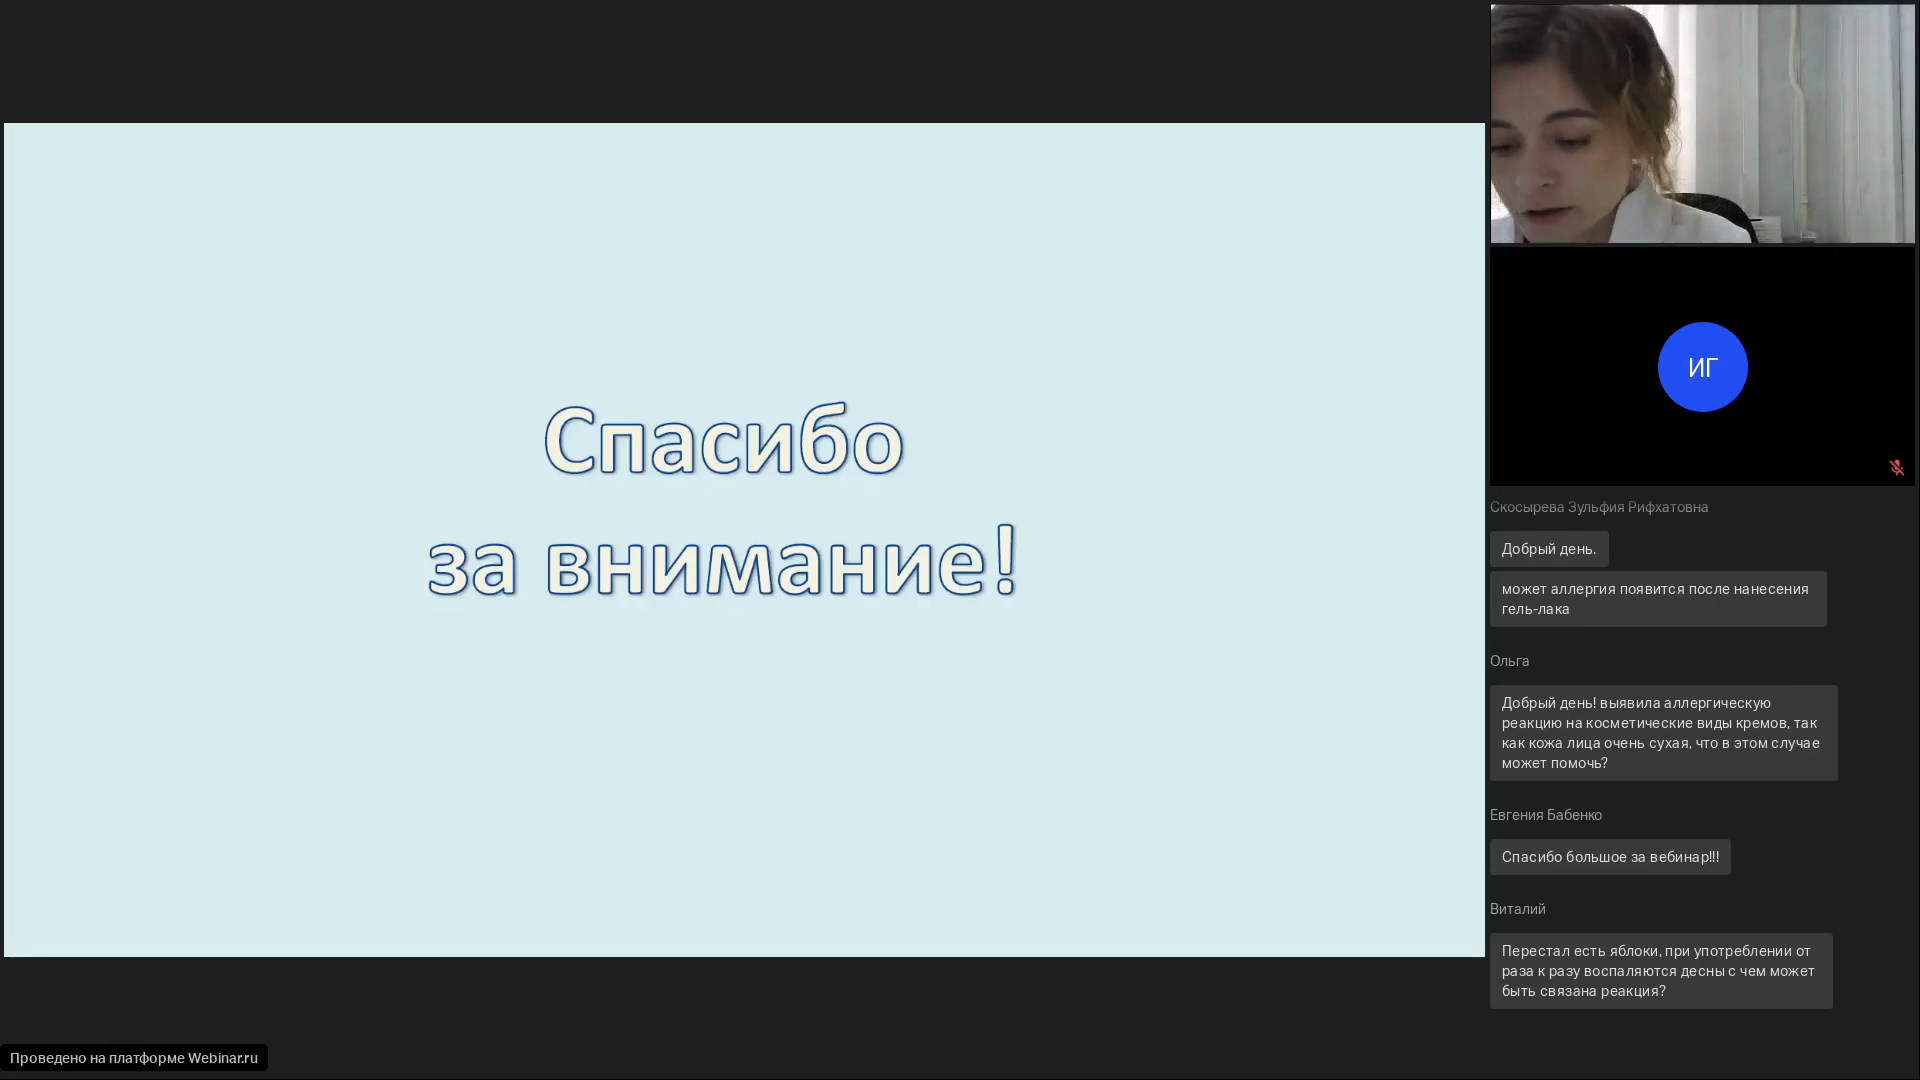 Спасибо
за внимание!
ИГ
Скосырева Зульфия Рифхатовна
Добрый день.
может аллергия появится после нанесения
гель-лака
Ольга
Добрый день! выявила аллергическую
реакцию на косметические виды кремов, так
как кожа лица очень сухая, что в этом случае
может помочь?
Евгения Бабенко
Спасибо большое за вебинар!!!
Виталий
Перестал есть яблоки, при употреблении от
раза к разу воспаляются десны с чем может
быть связана реакция?
Проведено на платформе Webinar.ru